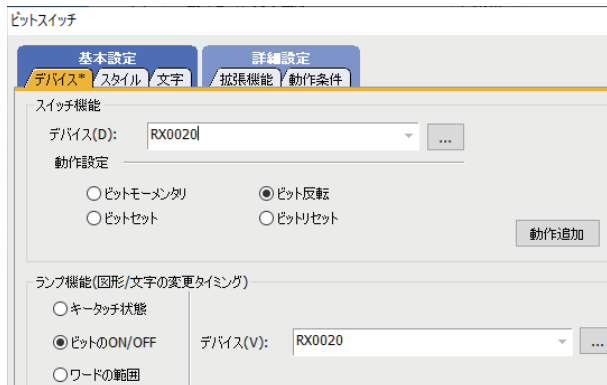 ビットスイッチ
基本設定
詳細設定
デバイス* スタイル 文字
拡張機能 動作条件
スイッチ機能
デバイス(D): RX0020 ...
動作設定
ビットモーメンタリ ビット反転
ビットセット ビットリセット
動作追加
ランプ機能(図形/文字の変更タイミング)
キータッチ状態
ビットのON/OFF デバイス(V): RX0020 ...
ワードの範囲